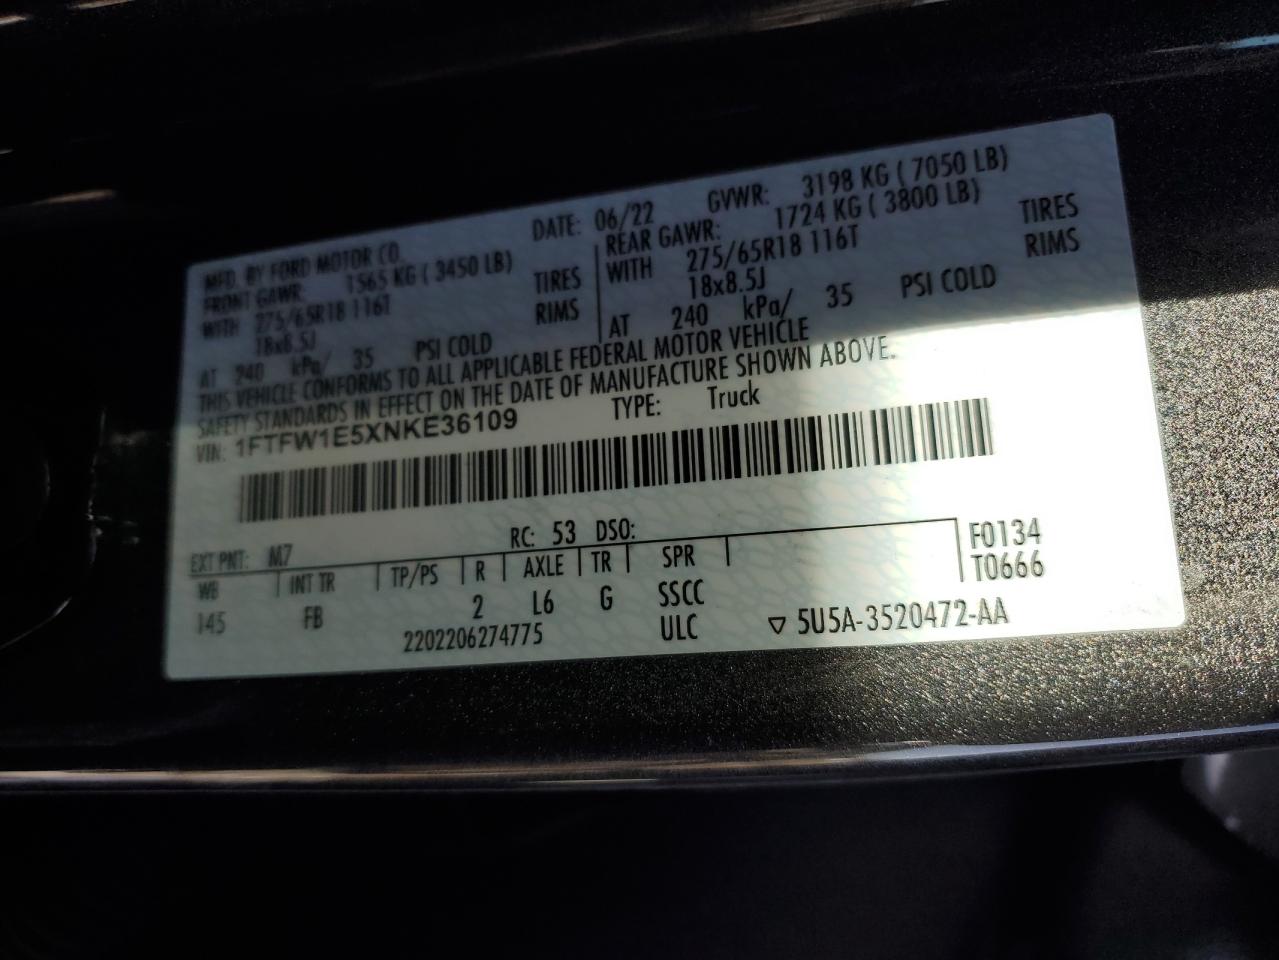 MFD. BY FORD MOTOR CO. DATE: 06/22 GVWR: 3198 KG ( 7050 LB)
FRONT GAWR: 1565 KG ( 3450 LB) REAR GAWR: 1724 KG ( 3800 LB)
WITH 275/65R18 116T TIRES WITH 275/65R18 116T TIRES
18x8.5J RIMS 18x8.5J RIMS
AT 240 kPa/ 35 PSI COLD AT 240 kPa/ 35 PSI COLD
THIS VEHICLE CONFORMS TO ALL APPLICABLE FEDERAL MOTOR VEHICLE
SAFETY STANDARDS IN EFFECT ON THE DATE OF MANUFACTURE SHOWN ABOVE.
VIN: 1FTFW1E5XNKE36109 TYPE: Truck
EXT PNT: M7 RC: 53 DSO: F0134
WB INT TR TP/PS R AXLE TR SPR T0666
145 FB 2 L6 G SSCC
2202206274775 ULC ▽ 5U5A-3520472-AA